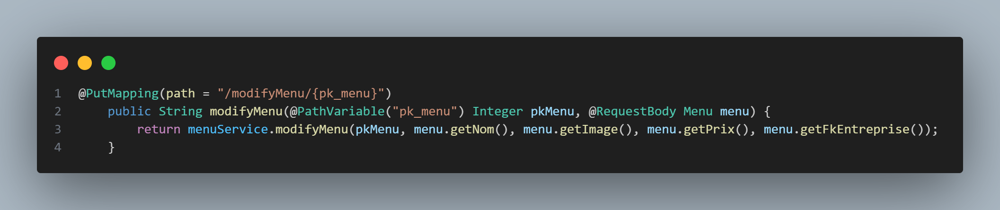 1 @PutMapping(path = "/modifyMenu/{pk_menu}")
2     public String modifyMenu(@PathVariable("pk_menu") Integer pkMenu, @RequestBody Menu menu) {
3         return menuService.modifyMenu(pkMenu, menu.getNom(), menu.getImage(), menu.getPrix(), menu.getFkEntreprise());
4     }